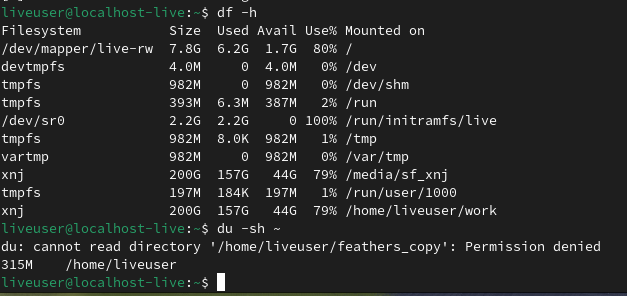 liveuser@localhost-live:~$ df -h
Filesystem Size Used Avail Use% Mounted on
/dev/mapper/live-rw 7.8G 6.2G 1.7G 80% /
devtmpfs 4.0M 0 4.0M 0% /dev
tmpfs 982M 0 982M 0% /dev/shm
tmpfs 393M 6.3M 387M 2% /run
/dev/sr0 2.2G 2.2G 0 100% /run/initramfs/live
tmpfs 982M 8.0K 982M 1% /tmp
vartmp 982M 0 982M 0% /var/tmp
xnj 200G 157G 44G 79% /media/sf_xnj
tmpfs 197M 184K 197M 1% /run/user/1000
xnj 200G 157G 44G 79% /home/liveuser/work
liveuser@localhost-live:~$ du -sh ~
du: cannot read directory '/home/liveuser/feathers_copy': Permission denied
315M /home/liveuser
liveuser@localhost-live:~$